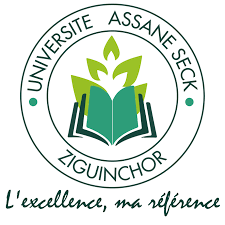 UNIVERSITE ASSANE SECK
ZIGUINCHOR
L'excellence, ma référence